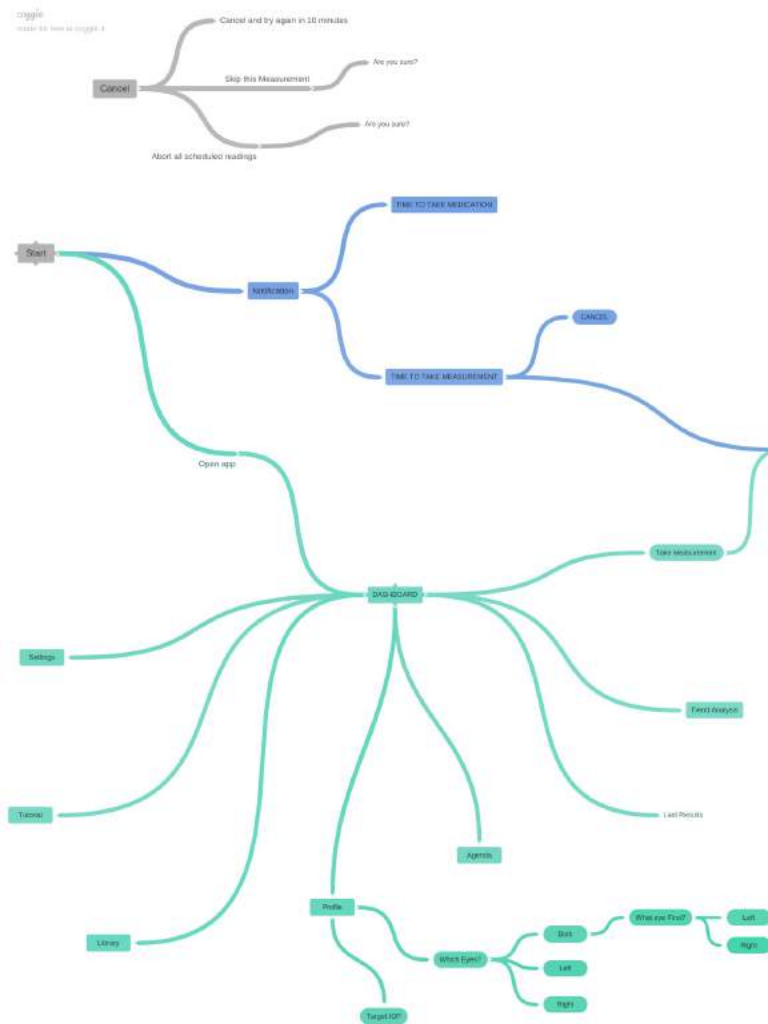 coggle
made for free at coggle.it
Cancel and try again in 10 minutes
Are you sure?
Skip this Measurement
Cancel
Are you sure?
Abort all scheduled readings
TIME TO TAKE MEDICATION
Start
Notification
CANCEL
TIME TO TAKE MEASUREMENT
Open app
Take Measurement
DASHBOARD
Settings
Trend Analysis
Tutorial
Last Results
Agenda
Profile
What eye First?
Left
Both
Right
Library
Which Eyes?
Left
Right
Target IOP